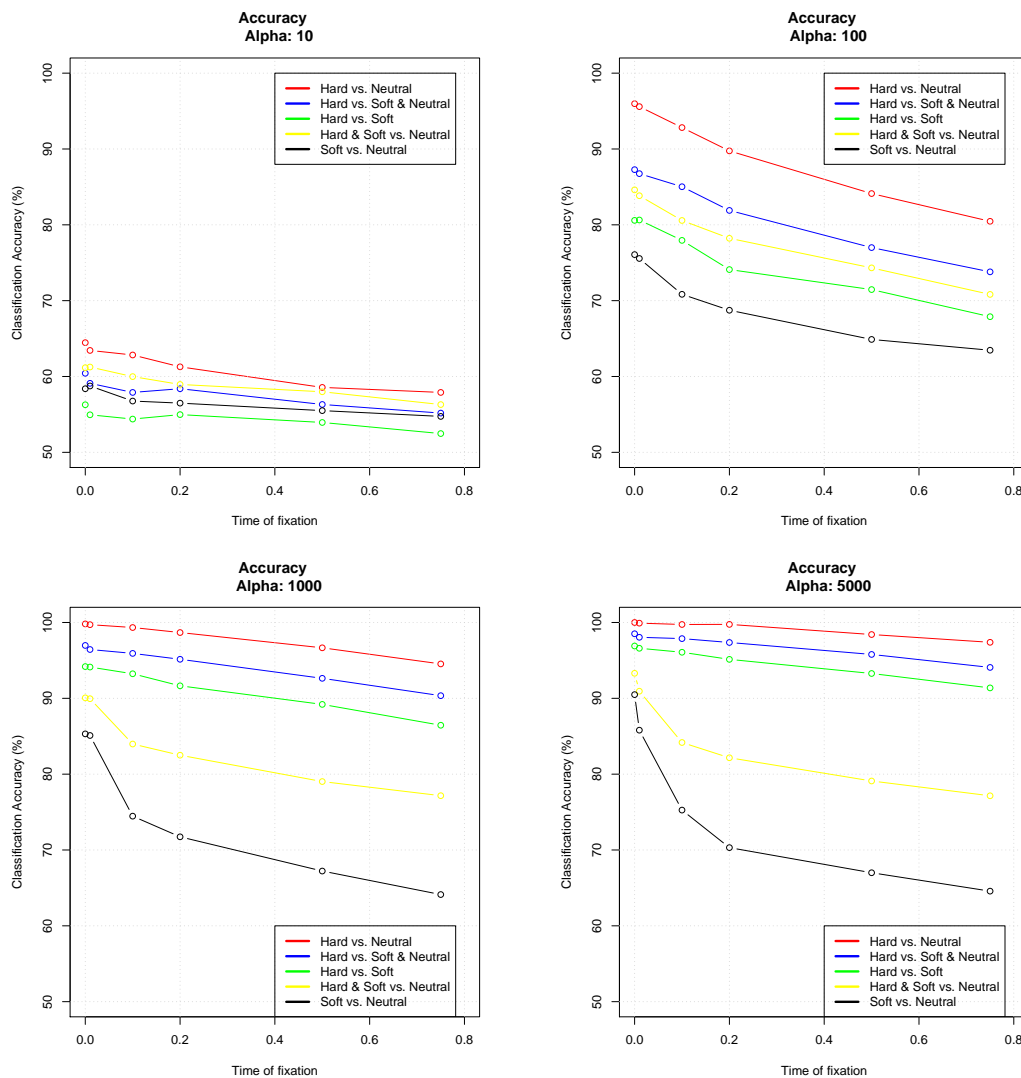 Accuracy
Alpha: 10
Classification Accuracy (%)
100
90
80
70
60
50
Hard vs. Neutral
Hard vs. Soft & Neutral
Hard vs. Soft
Hard & Soft vs. Neutral
Soft vs. Neutral
0.0 0.2 0.4 0.6 0.8
Time of fixation
Accuracy
Alpha: 100
Classification Accuracy (%)
100
90
80
70
60
50
Hard vs. Neutral
Hard vs. Soft & Neutral
Hard vs. Soft
Hard & Soft vs. Neutral
Soft vs. Neutral
0.0 0.2 0.4 0.6 0.8
Time of fixation
Accuracy
Alpha: 1000
Classification Accuracy (%)
100
90
80
70
60
50
Hard vs. Neutral
Hard vs. Soft & Neutral
Hard vs. Soft
Hard & Soft vs. Neutral
Soft vs. Neutral
0.0 0.2 0.4 0.6 0.8
Time of fixation
Accuracy
Alpha: 5000
Classification Accuracy (%)
100
90
80
70
60
50
Hard vs. Neutral
Hard vs. Soft & Neutral
Hard vs. Soft
Hard & Soft vs. Neutral
Soft vs. Neutral
0.0 0.2 0.4 0.6 0.8
Time of fixation